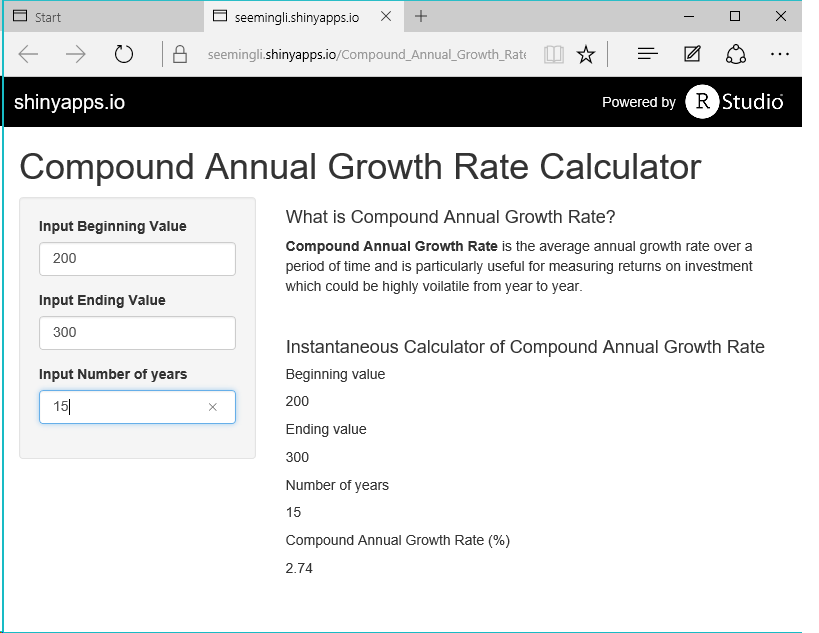 Start
seemingli.shinyapps.io
seemingli.shinyapps.io/Compound_Annual_Growth_Rate
shinyapps.io
Powered by R Studio
Compound Annual Growth Rate Calculator
Input Beginning Value
200
Input Ending Value
300
Input Number of years
15
What is Compound Annual Growth Rate?
Compound Annual Growth Rate is the average annual growth rate over a
period of time and is particularly useful for measuring returns on investment
which could be highly voilatile from year to year.
Instantaneous Calculator of Compound Annual Growth Rate
Beginning value
200
Ending value
300
Number of years
15
Compound Annual Growth Rate (%)
2.74